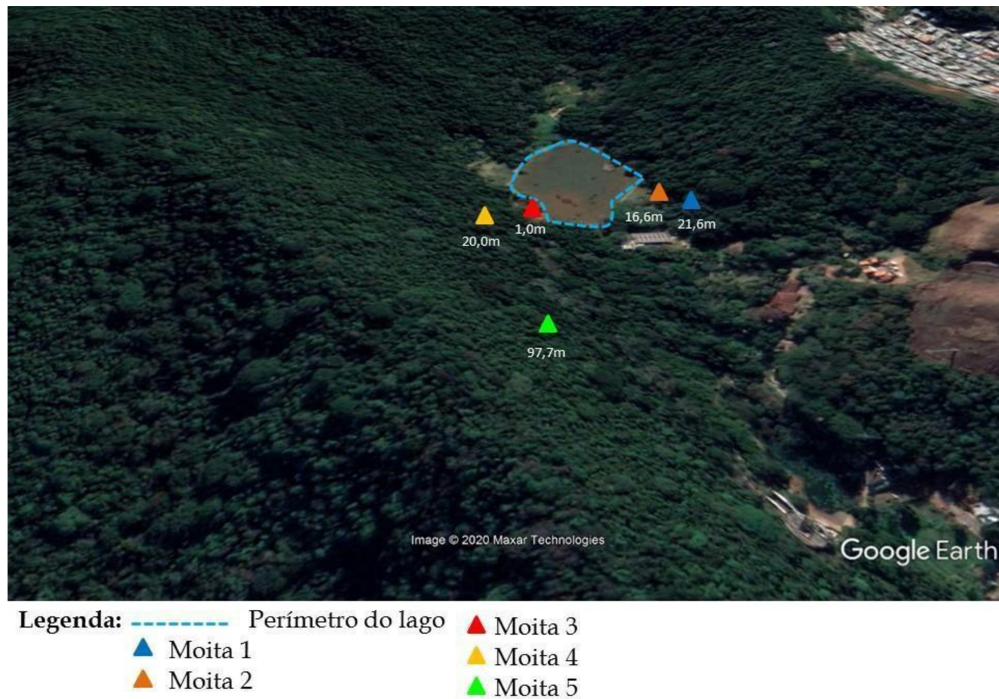 16,6m
21,6m
1,0m
20,0m
97,7m
Image © 2020 Maxar Technologies
Google Earth
Legenda: Perímetro do lago
Moita 1
Moita 2
Moita 3
Moita 4
Moita 5